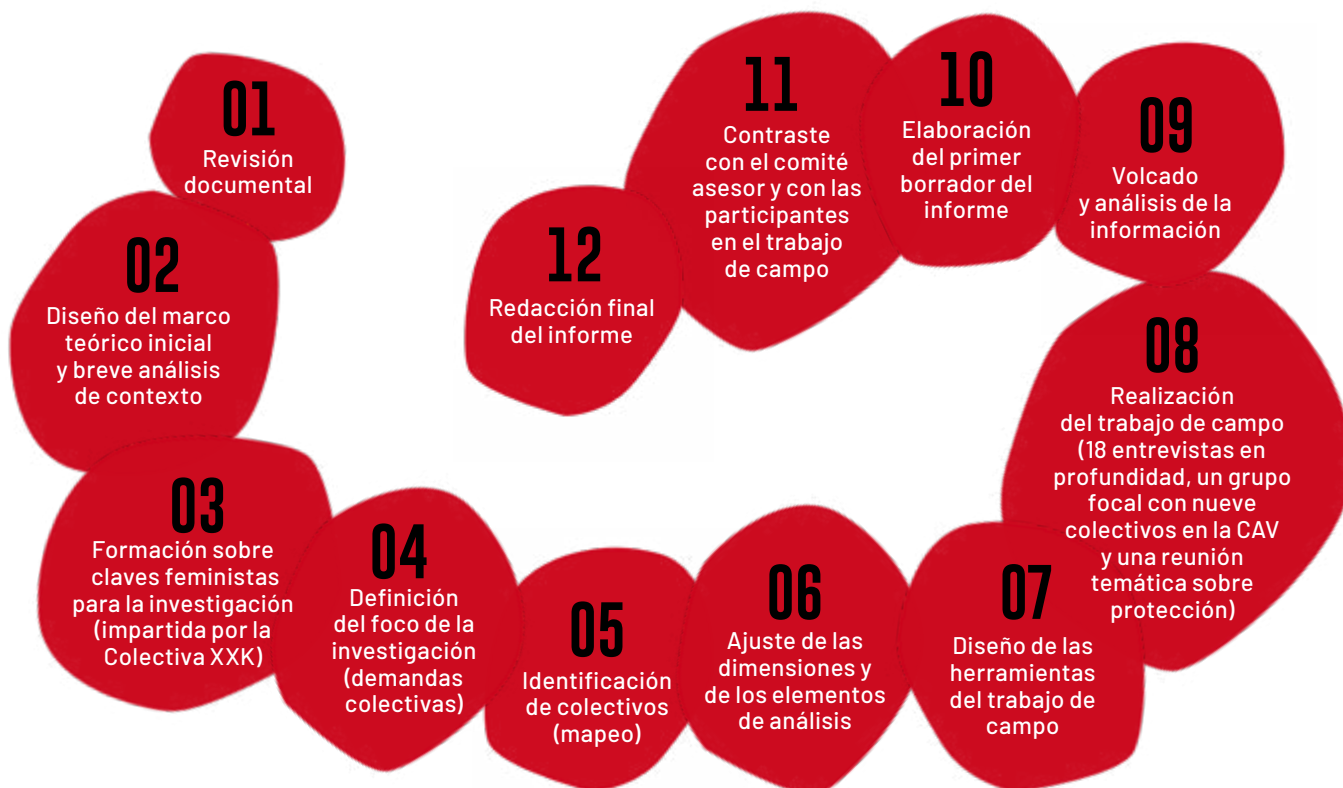 01
Revisión
documental
02
Diseño del marco
teórico inicial
y breve análisis
de contexto
03
Formación sobre
claves feministas
para la investigación
(impartida por la
Colectiva XXK)
04
Definición
del foco de la
investigación
(demandas
colectivas)
05
Identificación
de colectivos
(mapeo)
06
Ajuste de las
dimensiones y
de los elementos
de análisis
07
Diseño de las
herramientas
del trabajo de
campo
08
Realización
del trabajo de campo
(18 entrevistas en
profundidad, un grupo
focal con nueve
colectivos en la CAV
y una reunión
temática sobre
protección)
09
Volcado
y análisis de la
información
10
Elaboración
del primer
borrador del
informe
11
Contraste
con el comité
asesor y con las
participantes
en el trabajo
de campo
12
Redacción final
del informe